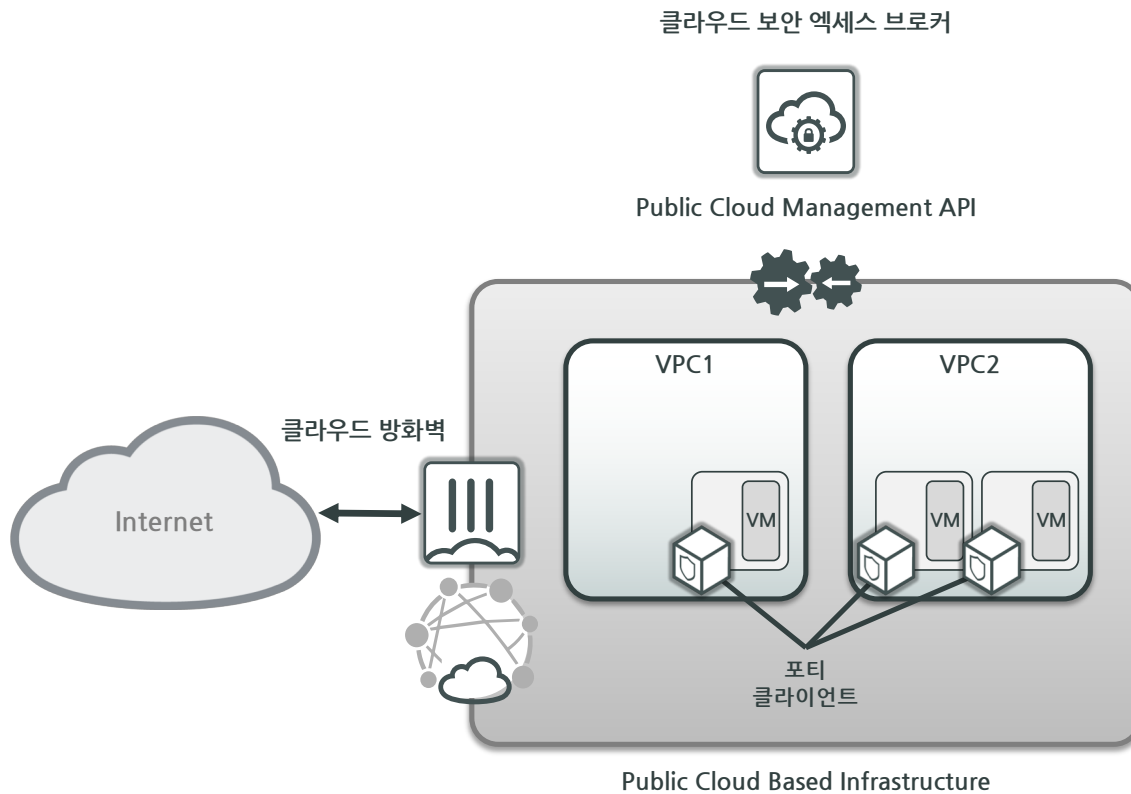 클라우드 보안 엑세스 브로커
Public Cloud Management API
VPC1
VPC2
클라우드 방화벽
Internet
VM
VM
VM
포티
클라이언트
Public Cloud Based Infrastructure